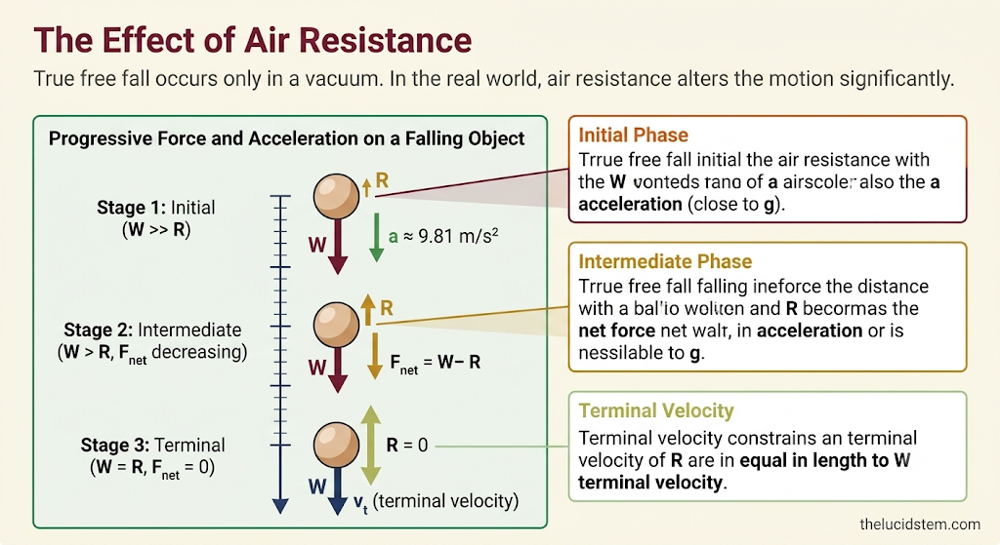 The Effect of Air Resistance
True free fall occurs only in a vacuum. In the real world, air resistance alters the motion significantly.
Progressive Force and Acceleration on a Falling Object
Stage 1: Initial
(W >> R)
R
W
a ≈ 9.81 m/s²
Stage 2: Intermediate
(W > R, Fnet decreasing)
R
W
Fnet = W− R
Stage 3: Terminal
(W = R, Fnet = 0)
R = 0
W
vt (terminal velocity)
Initial Phase
Trrue free fall initial the air resistance with
the W of a also the a
acceleration (close to g).
Intermediate Phase
Trrue free fall falling ineforce the distance
with a and R becormas the
net force net in acceleration or is
nessilable to g.
Terminal Velocity
Terminal velocity constrains an terminal
velocity of R are in equal in length to W
terminal velocity.
thelucidstem.com